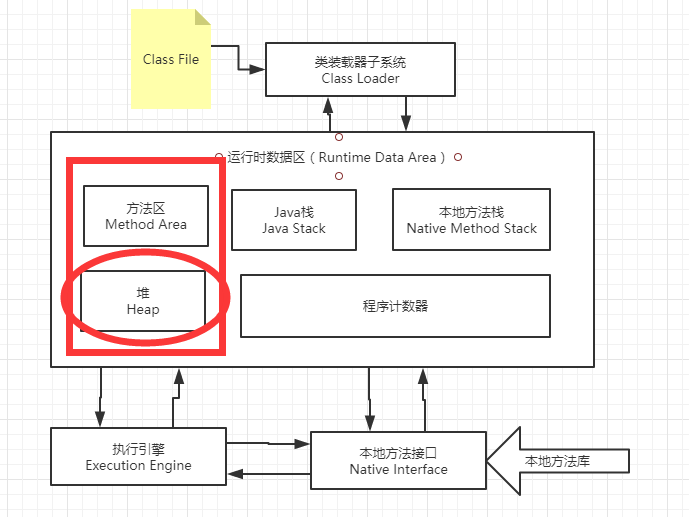 Class File
类装载器子系统
Class Loader
运行时数据区（Runtime Data Area）
方法区
Method Area
Java栈
Java Stack
本地方法栈
Native Method Stack
堆
Heap
程序计数器
执行引擎
Execution Engine
本地方法接口
Native Interface
本地方法库